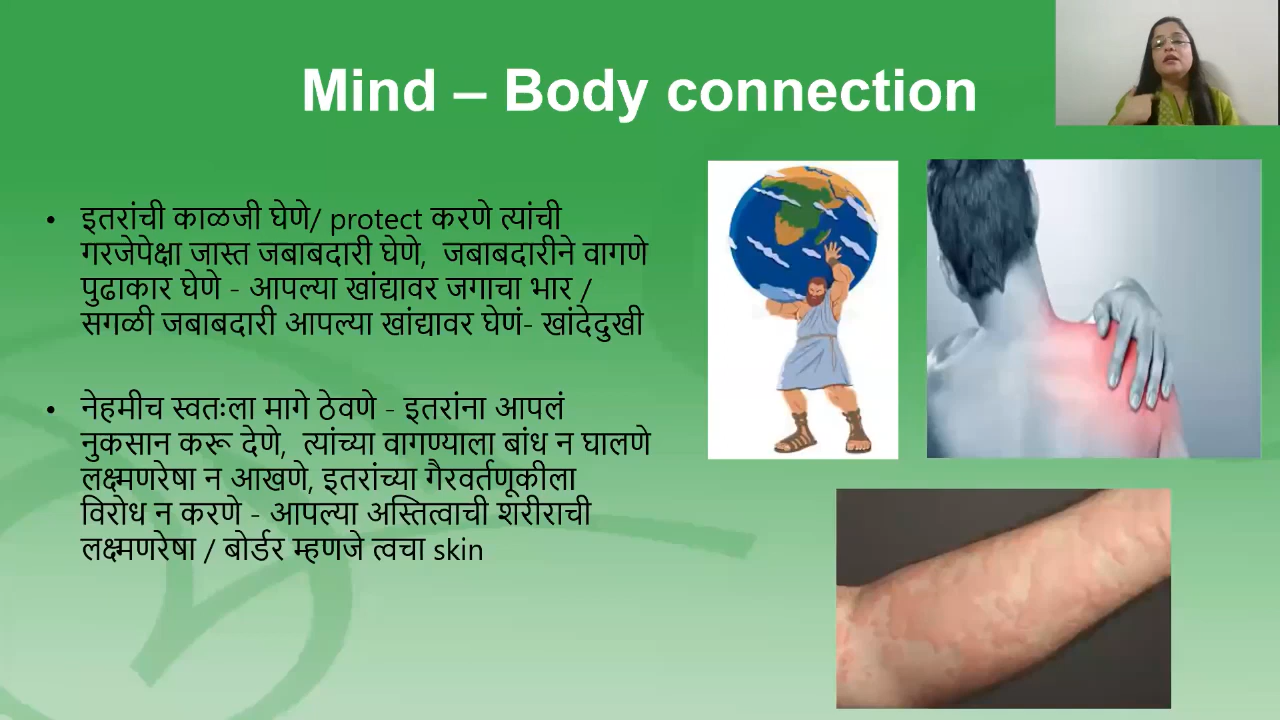 Mind – Body connection
• इतरांची काळजी घेणे/ protect करणे त्यांची
गरजेपेक्षा जास्त जबाबदारी घेणे, जबाबदारीने वागणे
पुढाकार घेणे - आपल्या खांद्यावर जगाचा भार /
सगळी जबाबदारी आपल्या खांद्यावर घेणं- खांदेदुखी
• नेहमीच स्वतःला मागे ठेवणे - इतरांना आपलं
नुकसान करू देणे, त्यांच्या वागण्याला बांध न घालणे
लक्ष्मणरेषा न आखणे, इतरांच्या गैरवर्तणूकीला
विरोध न करणे - आपल्या अस्तित्वाची शरीराची
लक्ष्मणरेषा / बोर्डर म्हणजे त्वचा skin